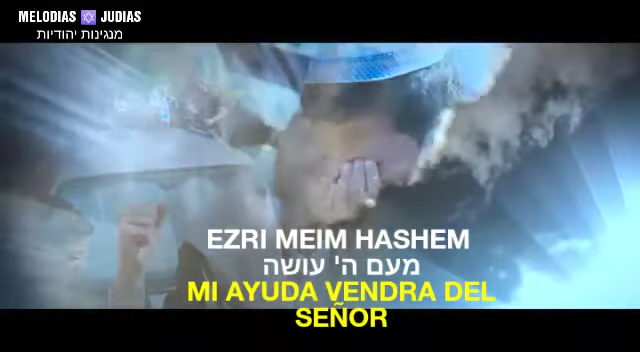 MELODIAS ✡ JUDIAS
מנגינות יהודיות
EZRI MEIM HASHEM
מעם ה' עושה
MI AYUDA VENDRA DEL
SEÑOR